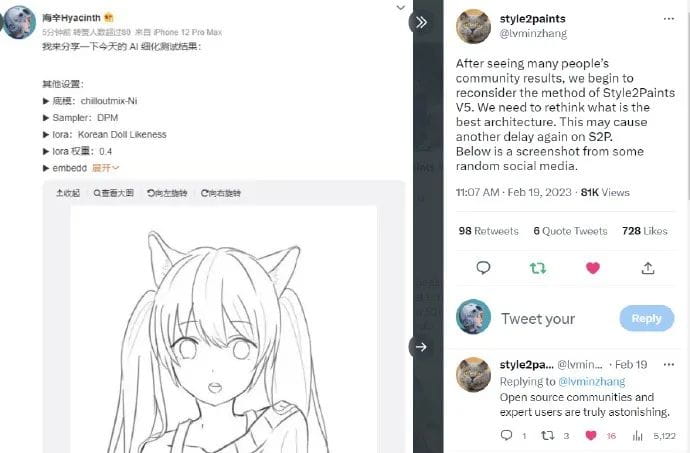 海辛Hyacinth
5分钟前 转赞人数超过80 来自 iPhone 12 Pro Max
我来分享一下今天的 AI 细化测试结果：
其他设置：
▶ 底模：chilloutmix-Ni
▶ Sampler：DPM
▶ lora：Korean Doll Likeness
▶ lora 权重：0.4
▶ embedd 展开
收起 查看大图 向左旋转 向右旋转
style2paints
@lvminzhang
After seeing many people's
community results, we begin to
reconsider the method of Style2Paints
V5. We need to rethink what is the
best architecture. This may cause
another delay again on S2P.
Below is a screenshot from some
random social media.
11:07 AM · Feb 19, 2023 · 81K Views
98 Retweets 6 Quote Tweets 728 Likes
Tweet your
Reply
style2pa... @lvmin... · Feb 19
Replying to @lvminzhang
Open source communities and
expert users are truly astonishing.
1 3 16 5,122